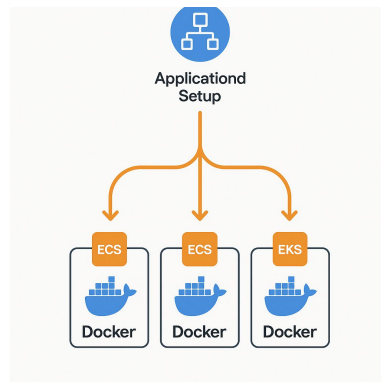 Applicationd
Setup
ECS
ECS
EKS
Docker
Docker
Docker